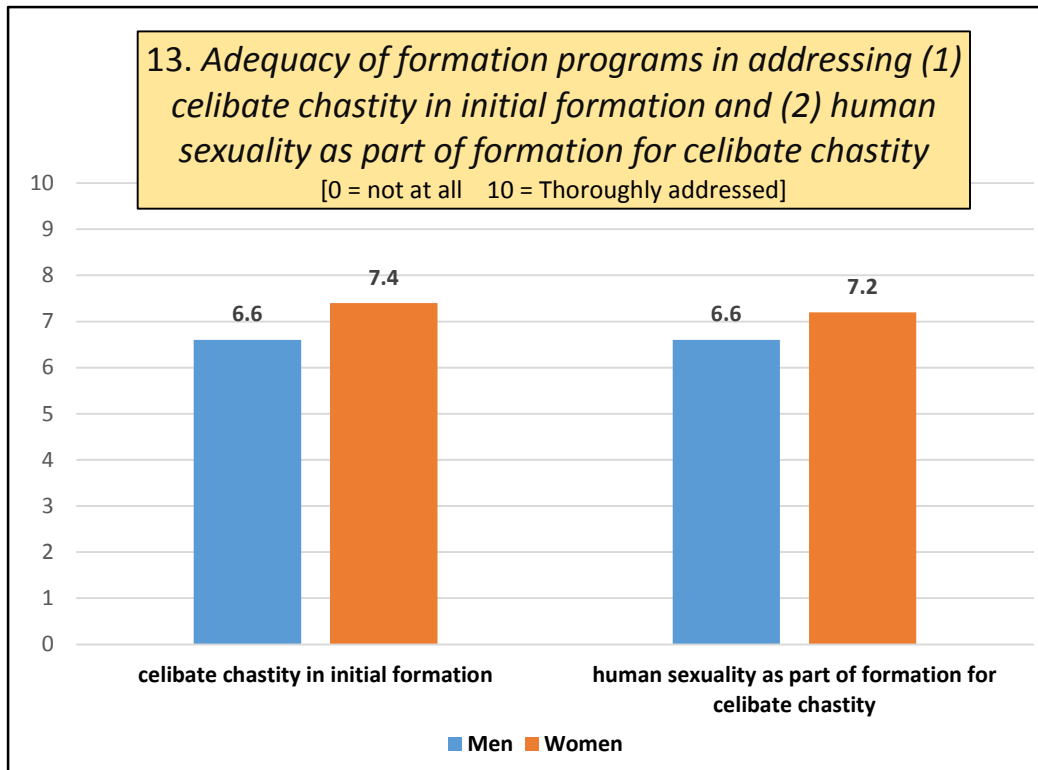 13. Adequacy of formation programs in addressing (1)
celibate chastity in initial formation and (2) human
sexuality as part of formation for celibate chastity
[0 = not at all    10 = Thoroughly addressed]
10
9
8
7
6
5
4
3
2
1
0
6.6
7.4
6.6
7.2
celibate chastity in initial formation
human sexuality as part of formation for
celibate chastity
Men
Women